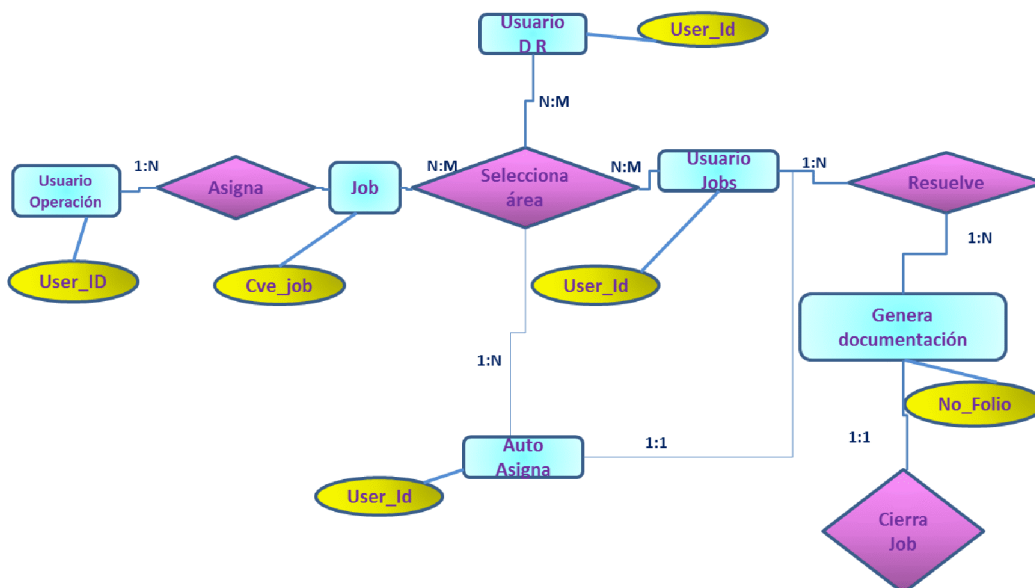 Usuario
D R
User_Id
N:M
1:N
N:M
N:M
1:N
Usuario
Operación
Asigna
Job
Selecciona
área
Usuario
Jobs
Resuelve
User_ID
Cve_job
User_Id
1:N
Genera
documentación
1:N
No_Folio
Auto
Asigna
1:1
1:1
User_Id
Cierra
Job